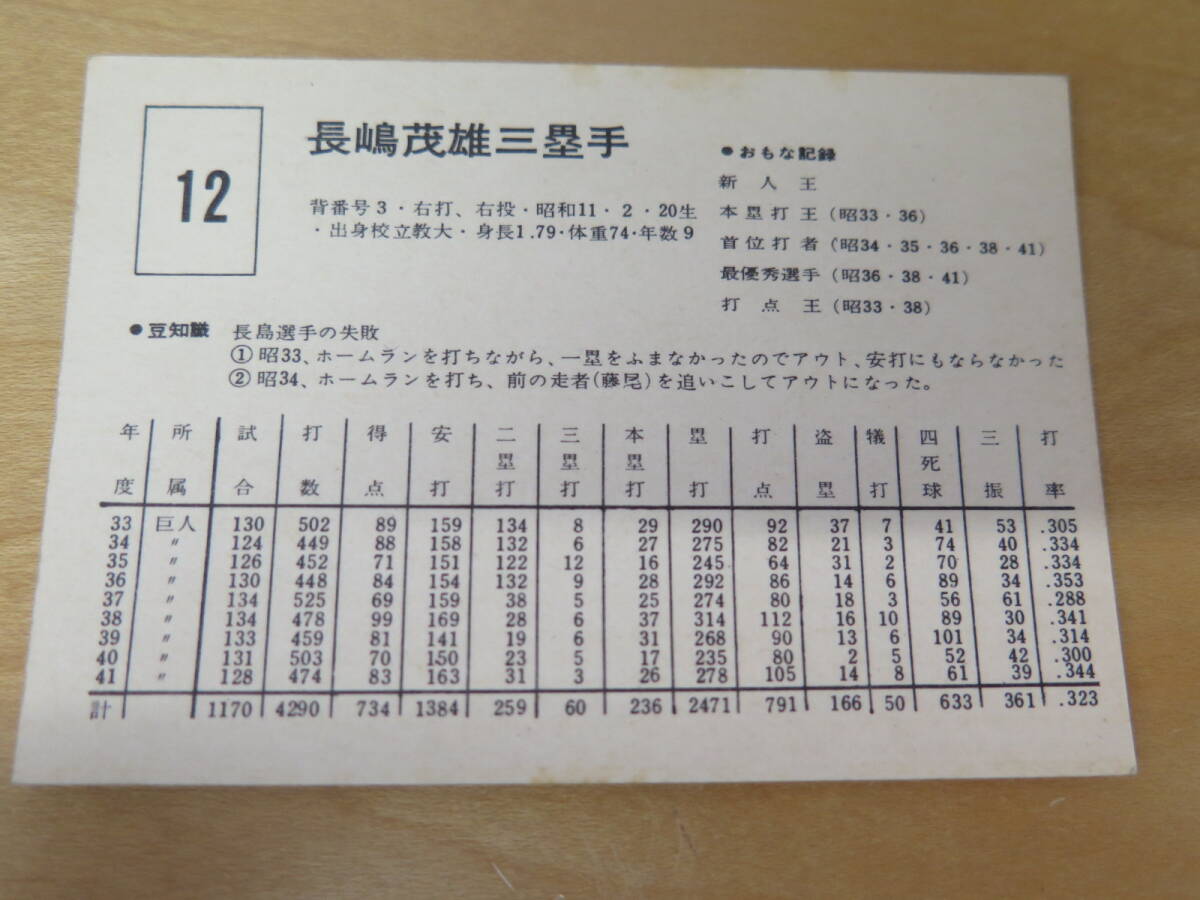 12
長嶋茂雄三塁手
背番号3・右打、右投・昭和11・2・20生
・出身校立教大・身長1.79・体重74・年数9
●おもな記録
新人王
本塁打王(昭33・36)
首位打者(昭34・35・36・38・41)
最優秀選手(昭36・38・41)
打点王(昭33・38)
●豆知識 長島選手の失敗
①昭33、ホームランを打ちながら、一塁をふまなかったのでアウト、安打にもならなかった
②昭34、ホームランを打ち、前の走者(藤尾)を追いこしてアウトになった。
年度 所属 試合 打数 得点 安打 二塁打 三塁打 本塁打 塁打 打点 盗塁 犠打 四死球 三振 打率
33 巨人 130 502 89 159 134 8 29 290 92 37 7 41 53 .305
34 〃 124 449 88 158 132 6 27 275 82 21 3 74 40 .334
35 〃 126 452 71 151 122 12 16 245 64 31 2 70 28 .334
36 〃 130 448 84 154 132 9 28 292 86 14 6 89 34 .353
37 〃 134 525 69 159 38 5 25 274 80 18 3 56 61 .288
38 〃 134 478 99 169 28 6 37 314 112 16 10 89 30 .341
39 〃 133 459 81 141 19 6 31 268 90 13 6 101 34 .314
40 〃 131 503 70 150 23 5 17 235 80 2 5 52 42 .300
41 〃 128 474 83 163 31 3 26 278 105 14 8 61 39 .344
計 1170 4290 734 1384 259 60 236 2471 791 166 50 633 361 .323